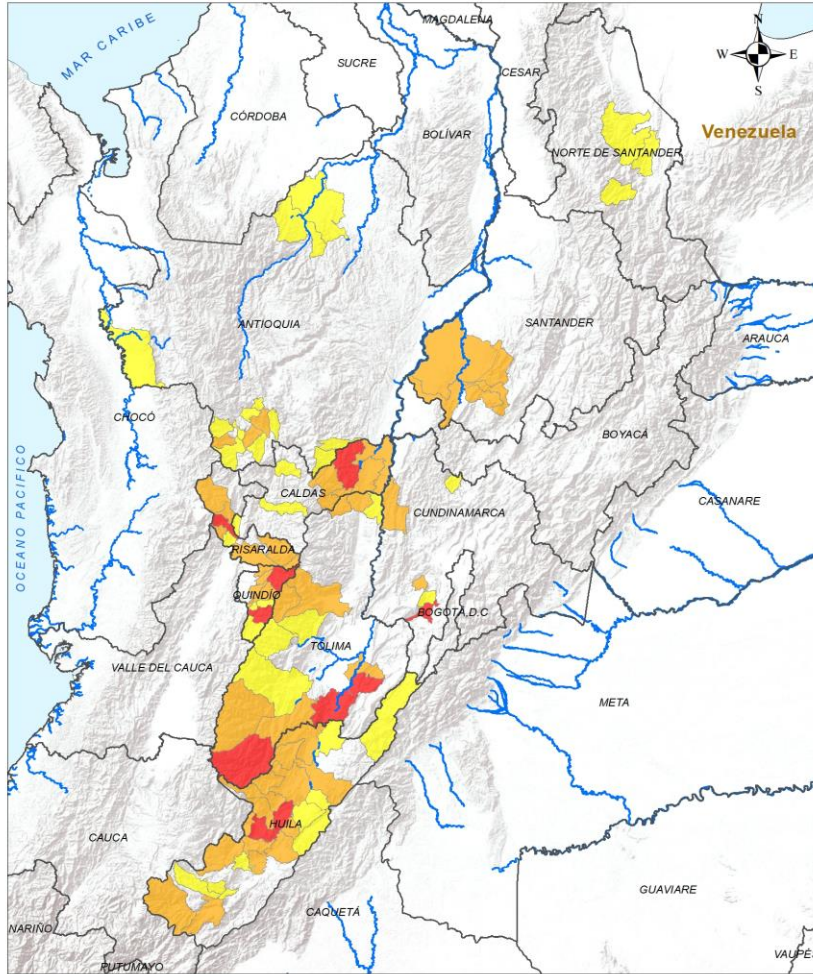 MAGDALENA
N
MAR CARIBE
SUCRE
W E
CESAR
S
CÓRDOBA
BOLÍVAR
Venezuela
NORTE DE SANTANDER
ANTIOQUIA
SANTANDER
ARAUCA
CHOCÓ
BOYACÁ
CALDAS
CASANARE
CUNDINAMARCA
OCEANO PACIFICO
RISARALDA
QUINDÍO
BOGOTÁ,D.C
TOLIMA
VALLE DEL CAUCA
META
HUILA
CAUCA
GUAVIARE
CAQUETÁ
NARIÑO
PUTUMAYO
VAUPÉS